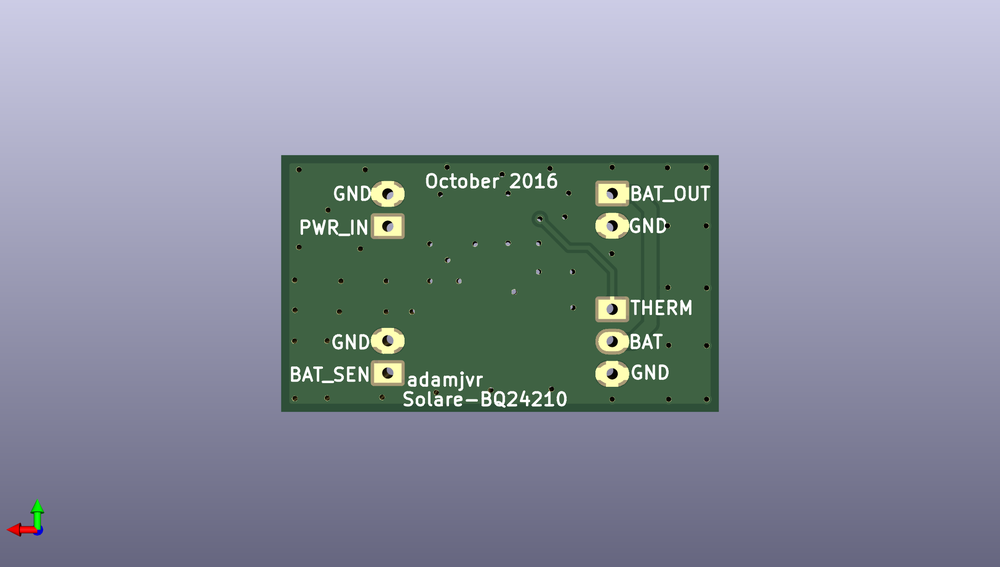 October 2016
GND
BAT_OUT
PWR_IN
GND
THERM
GND
BAT
BAT_SEN
GND
adamjvr
Solare-BQ24210